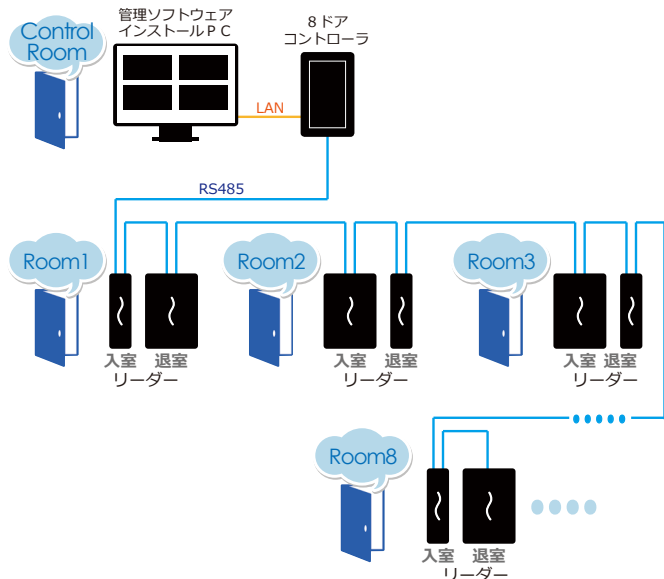 Control
Room
管理ソフトウェア
インストールＰＣ
８ドア
コントローラ
LAN
RS485
Room1
Room2
Room3
入室 退室
リーダー
入室 退室
リーダー
入室 退室
リーダー
Room8
入室 退室
リーダー